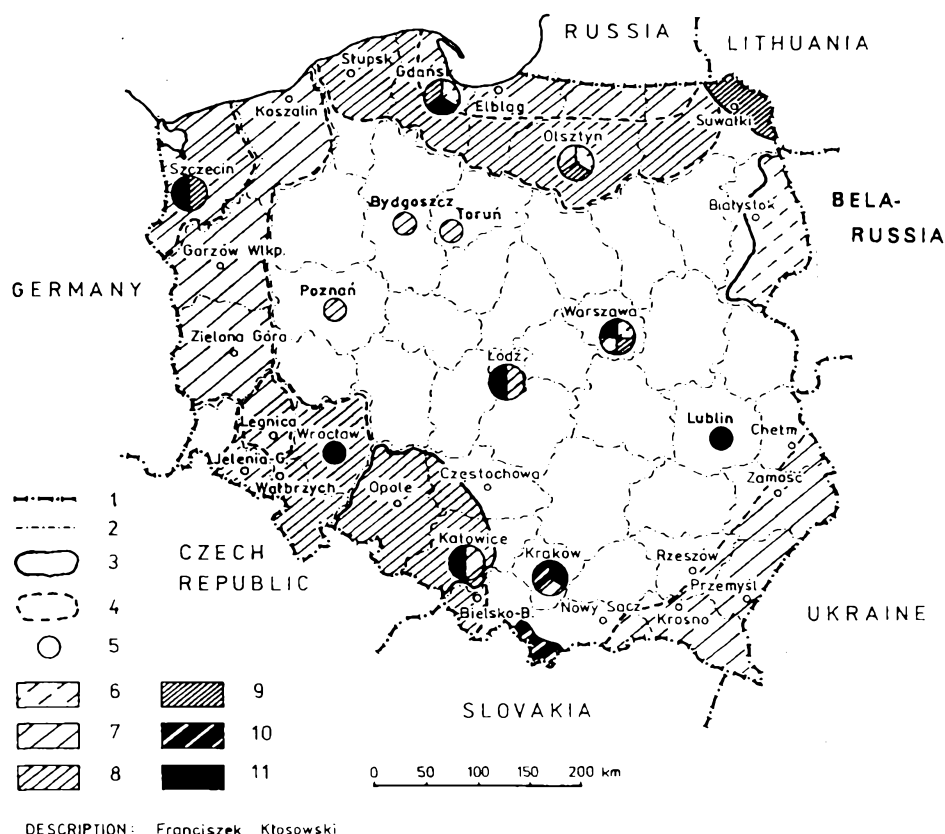 RUSSIA
LITHUANIA
Słupsk
Gdańsk
Koszalin
Elbląg
Suwałki
Olsztyn
Szczecin
Bydgoszcz
Toruń
Białystok
BELA-
RUSSIA
Gorzów Wlkp.
GERMANY
Poznań
Warszawa
Zielona Góra
Łódź
Legnica
Wrocław
Lublin
Chełm
Jelenia-G.
Wałbrzych
Opole
Częstochowa
Zamość
1
2
3
4
5
CZECH
REPUBLIC
Katowice
Kraków
Rzeszów
Przemyśl
Bielsko-B.
Nowy Sącz
Krosno
UKRAINE
6
9
7
10
8
11
SLOVAKIA
0 50 100 150 200 km
DESCRIPTION: Franciszek Kłosowski